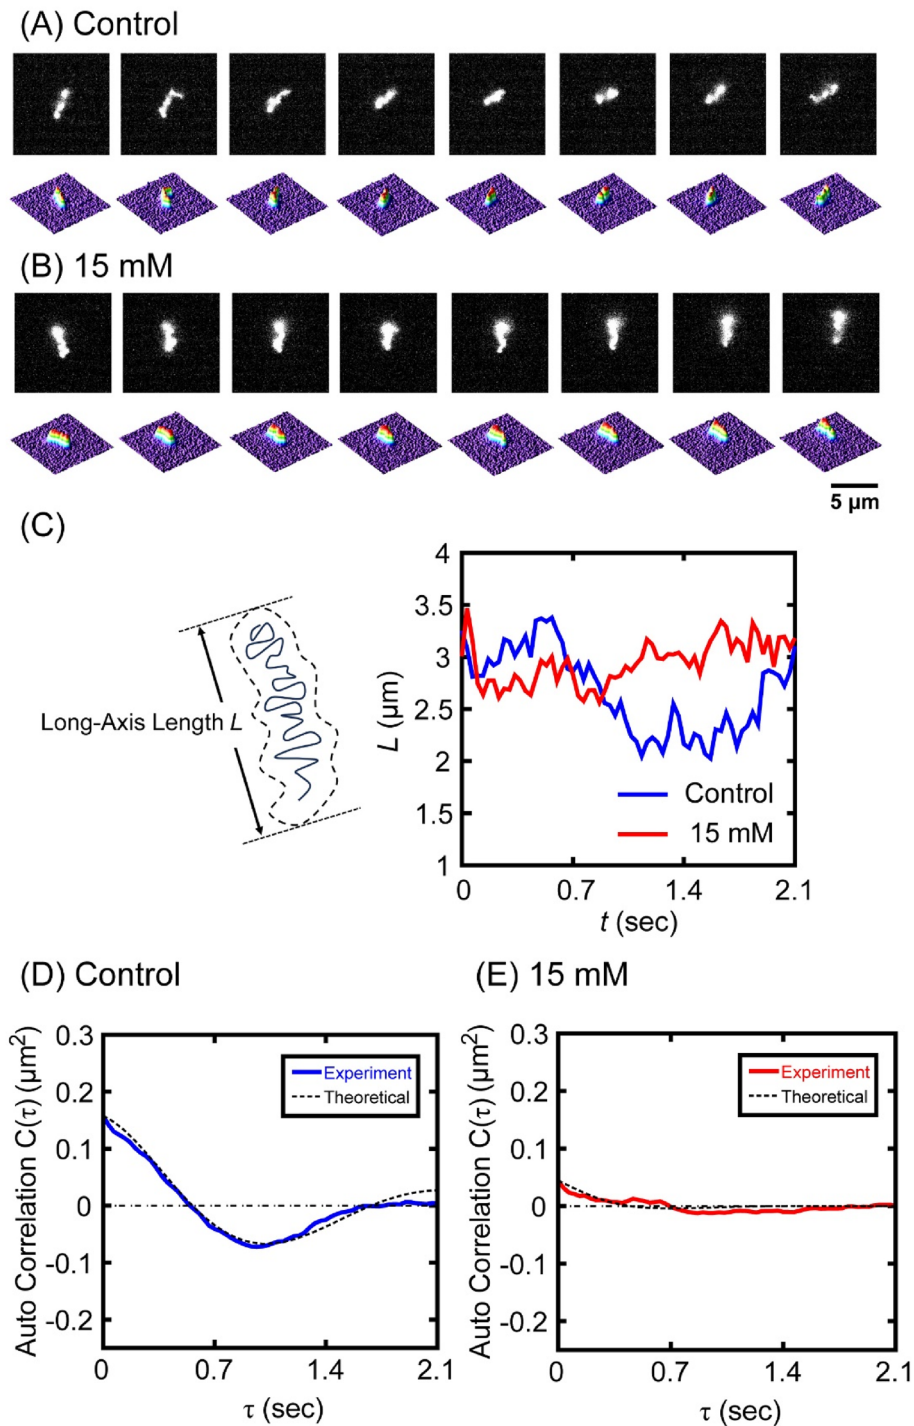 (A) Control
(B) 15 mM
5 μm
(C)
Long-Axis Length L
4
3.5
3
2.5
2
1.5
1
L (μm)
Control
15 mM
0
0.7
1.4
2.1
t (sec)
(D) Control
0.3
0.2
0.1
0
-0.1
-0.2
Auto Correlation C(τ) (μm²)
Experiment
Theoretical
0
0.7
1.4
2.1
τ (sec)
(E) 15 mM
0.3
0.2
0.1
0
-0.1
-0.2
Auto Correlation C(τ) (μm²)
Experiment
Theoretical
0
0.7
1.4
2.1
τ (sec)